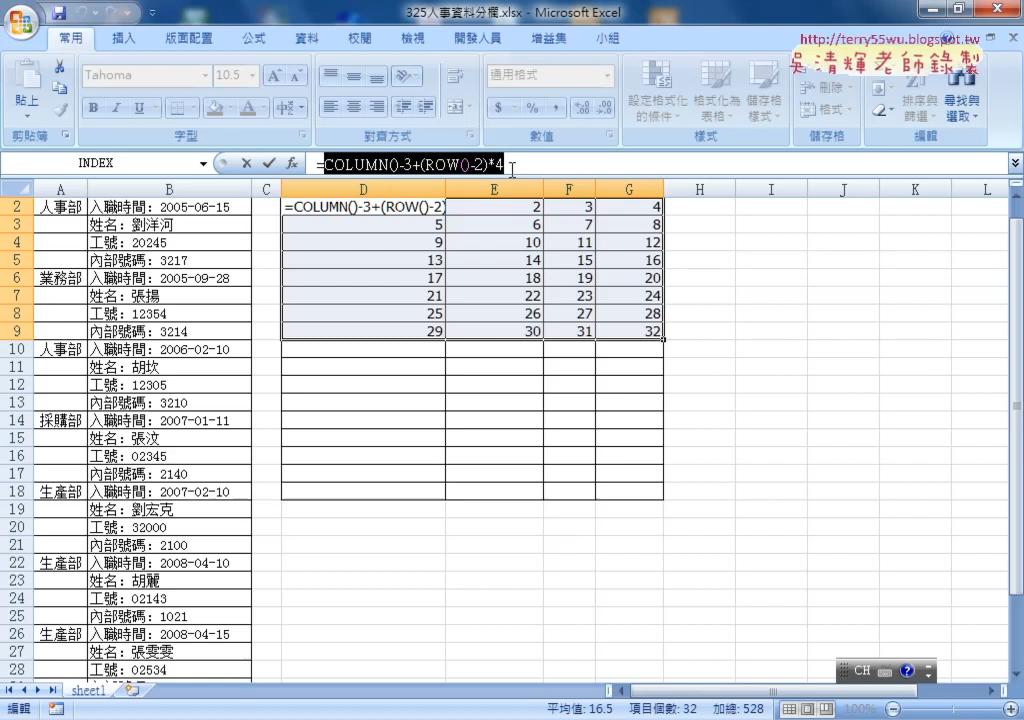 325人事資料分欄.xlsx - Microsoft Excel
常用 插入 版面配置 公式 資料 校閱 檢視 開發人員 增益集 小組
http://terry55wu.blogspot.tw
吳清輝老師錄製
貼上 Tahoma 10.5 通用格式 設定格式化的條件 格式化為表格 儲存格樣式 刪除 格式 排序與篩選 尋找與選取
剪貼簿 字型 對齊方式 數值 樣式 儲存格 編輯
INDEX =COLUMN()-3+(ROW()-2)*4
A B C D E F G H I J K L
2 人事部 入職時間：2005-06-15 =COLUMN()-3+(ROW()-2) 2 3 4
3 姓名：劉洋河 5 6 7 8
4 工號：20245 9 10 11 12
5 內部號碼：3217 13 14 15 16
6 業務部 入職時間：2005-09-28 17 18 19 20
7 姓名：張揚 21 22 23 24
8 工號：12354 25 26 27 28
9 內部號碼：3214 29 30 31 32
10 人事部 入職時間：2006-02-10
11 姓名：胡坎
12 工號：12305
13 內部號碼：3210
14 採購部 入職時間：2007-01-11
15 姓名：張汶
16 工號：02345
17 內部號碼：2140
18 生產部 入職時間：2007-02-10
19 姓名：劉宏克
20 工號：32000
21 內部號碼：2100
22 生產部 入職時間：2008-04-10
23 姓名：胡麗
24 工號：02143
25 內部號碼：1021
26 生產部 入職時間：2008-04-15
27 姓名：張雯雯
28 工號：02534
CH
sheet1
編輯 平均值: 16.5 項目個數: 32 加總: 528 100%